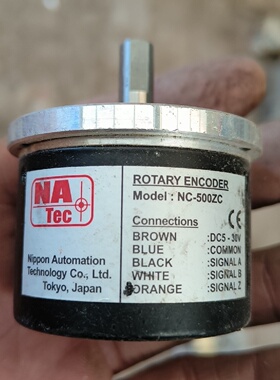 NA
Tec
Nippon Automation
Technology Co., Ltd.
Tokyo, Japan
ROTARY ENCODER
Model : NC-500ZC
Connections CE
BROWN :DC5 - 30V
BLUE :COMMON
BLACK :SIGNAL A
WHITE :SIGNAL B
ORANGE :SIGNAL Z